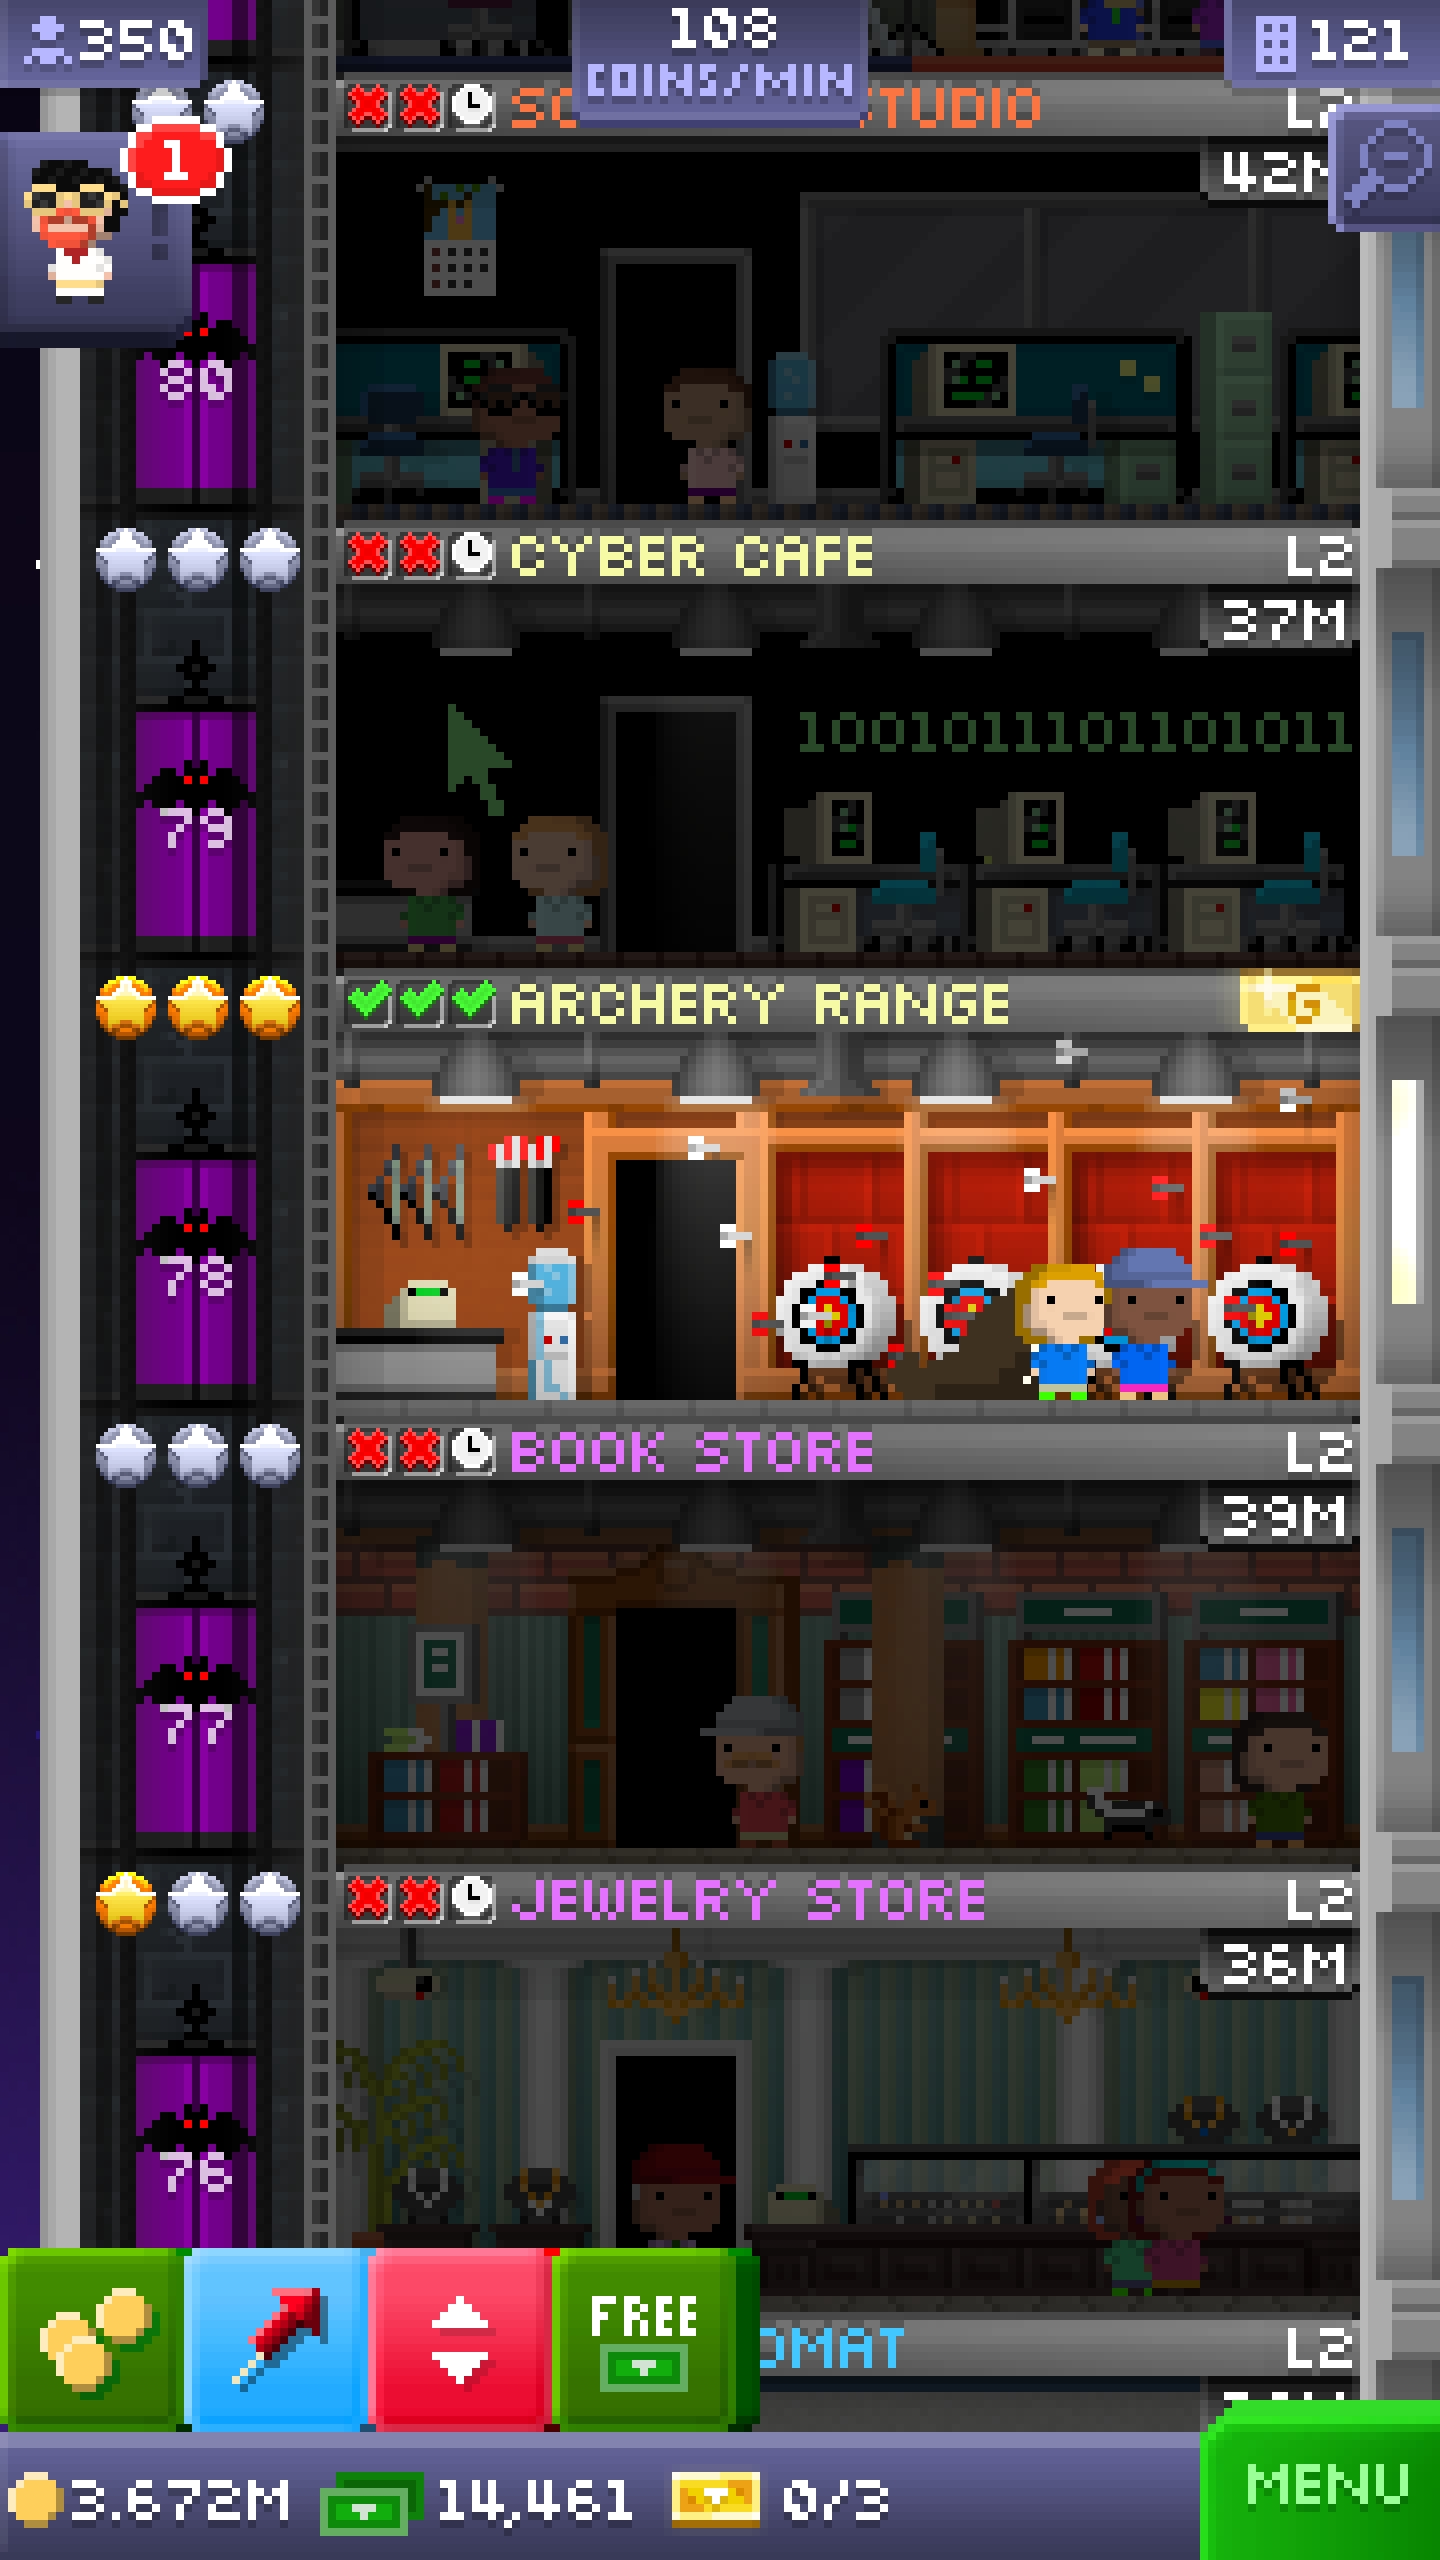 350
108
COINS/MIN
121
1
SO
TUDIO
L2
42M
80
CYBER CAFE
L2
37M
10010111101101011
79
ARCHERY RANGE
G
78
BOOK STORE
L2
39M
77
JEWELRY STORE
L2
36M
76
FREE
OMAT
L2
3.672M
14,461
0/3
MENU